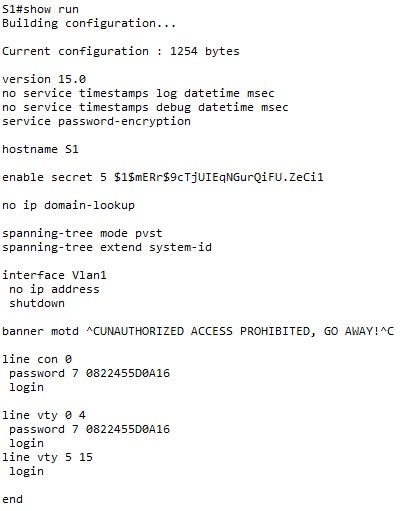 S1#show run
Building configuration...
Current configuration : 1254 bytes
version 15.0
no service timestamps log datetime msec
no service timestamps debug datetime msec
service password-encryption
hostname S1
enable secret 5 $1$mERr$9cTjUIEqNGurQiFU.ZeCi1
no ip domain-lookup
spanning-tree mode pvst
spanning-tree extend system-id
interface Vlan1
no ip address
shutdown
banner motd ^CUNAUTHORIZED ACCESS PROHIBITED, GO AWAY!^C
line con 0
password 7 0822455D0A16
login
line vty 0 4
password 7 0822455D0A16
login
line vty 5 15
login
end